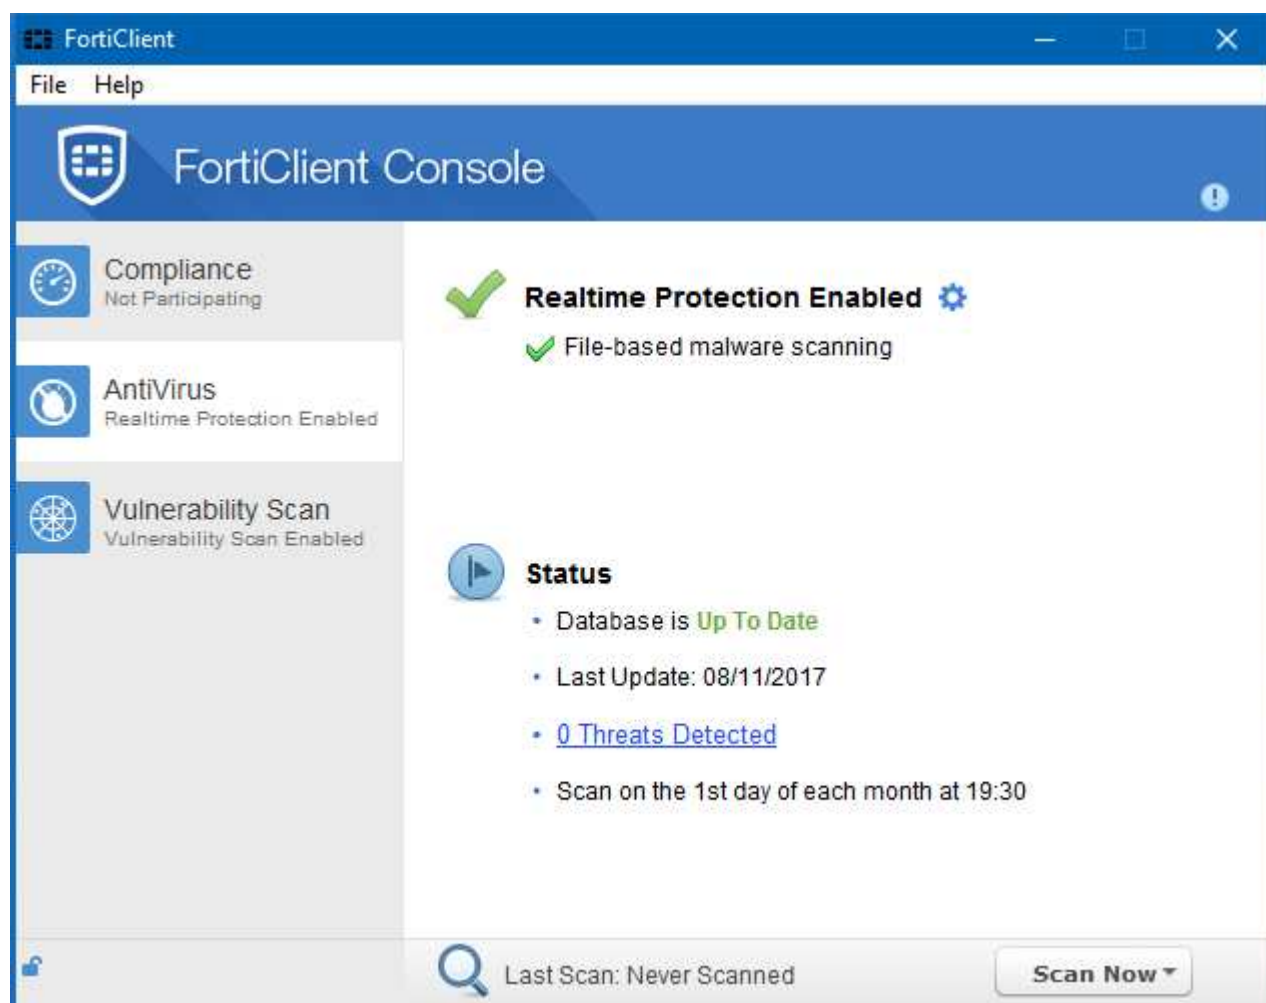 FortiClient
File Help
FortiClient Console
Compliance
Not Participating
AntiVirus
Realtime Protection Enabled
Vulnerability Scan
Vulnerability Scan Enabled
Realtime Protection Enabled
File-based malware scanning
Status
• Database is Up To Date
• Last Update: 08/11/2017
• 0 Threats Detected
• Scan on the 1st day of each month at 19:30
Last Scan: Never Scanned
Scan Now